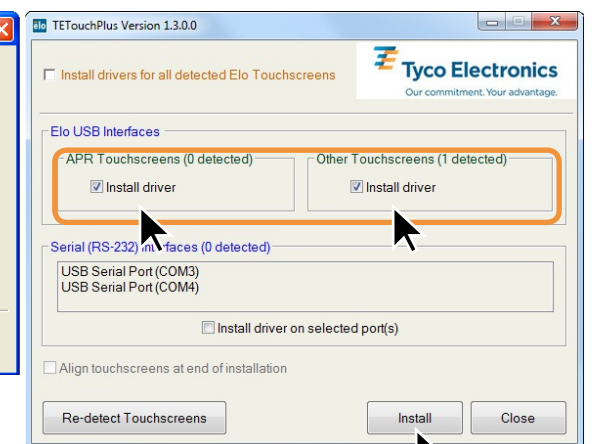 elo TETouchPlus Version 1.3.0.0
Install drivers for all detected Elo Touchscreens
Tyco Electronics
Our commitment. Your advantage.
Elo USB Interfaces
APR Touchscreens (0 detected)
Other Touchscreens (1 detected)
Install driver
Install driver
Serial (RS-232) Interfaces (0 detected)
USB Serial Port (COM3)
USB Serial Port (COM4)
Install driver on selected port(s)
Align touchscreens at end of installation
Re-detect Touchscreens
Install
Close